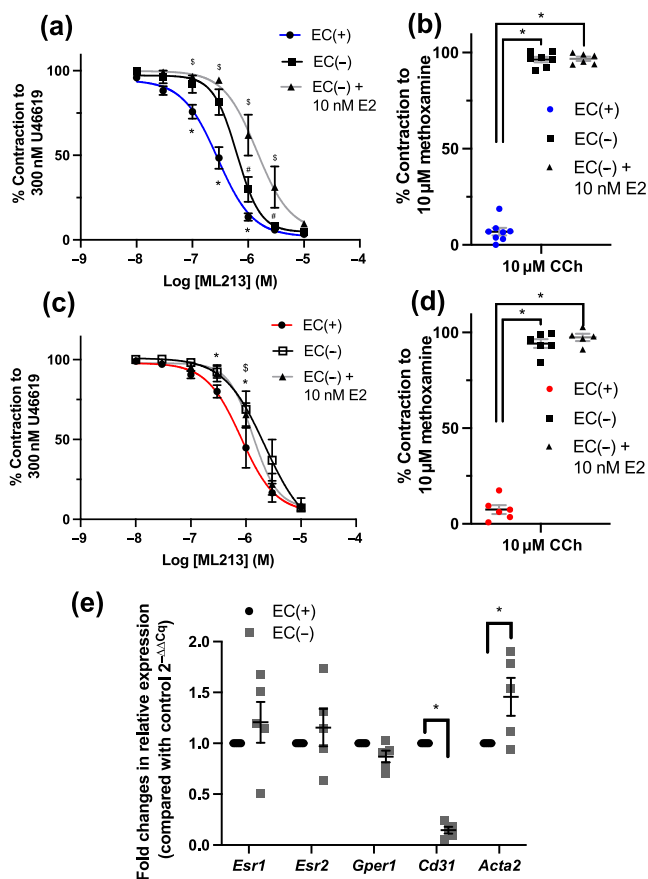 (a)
% Contraction to
300 nM U46619
100
50
0
$
$
$
$
#
#
*
*
*
EC(+)
EC(−)
EC(−) +
10 nM E2
−9
−8
−7
−6
−5
−4
Log [ML213] (M)
(b)
% Contraction to
10 µM methoxamine
100
50
0
*
*
EC(+)
EC(−)
EC(−) +
10 nM E2
10 µM CCh
(c)
% Contraction to
300 nM U46619
100
50
0
*
$
*
EC(+)
EC(−)
EC(−) +
10 nM E2
−9
−8
−7
−6
−5
−4
Log [ML213] (M)
(d)
% Contraction to
10 µM methoxamine
100
50
0
*
*
EC(+)
EC(−)
EC(−) +
10 nM E2
10 µM CCh
(e)
Fold changes in relative expression
(compared with control 2−ΔΔCq)
EC(+)
EC(−)
2.0
1.5
1.0
0.5
0.0
*
*
Esr1
Esr2
Gper1
Cd31
Acta2